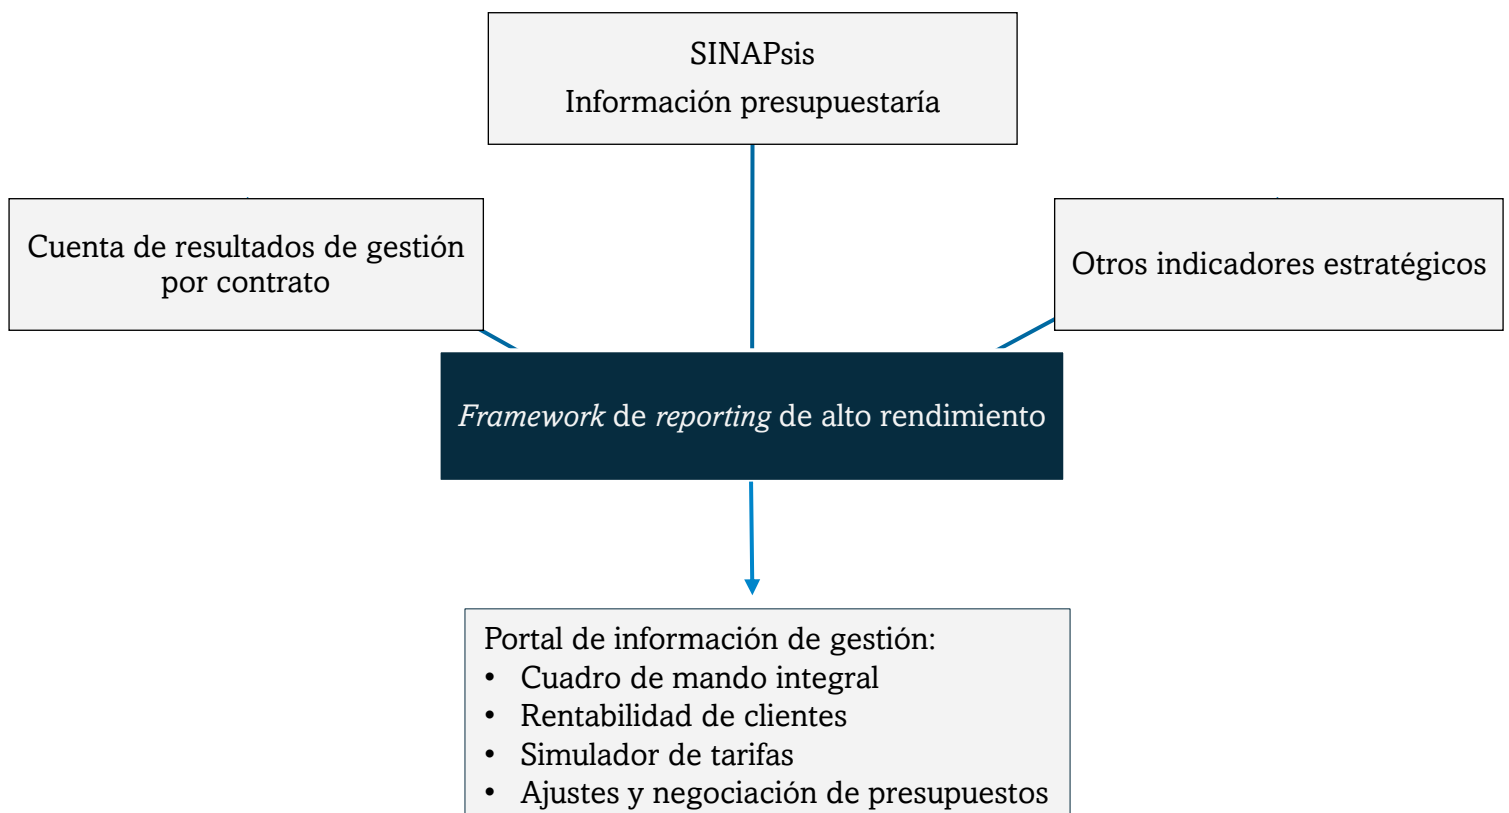 SINAPsis
Información presupuestaría
Cuenta de resultados de gestión
por contrato
Otros indicadores estratégicos
Framework de reporting de alto rendimiento
Portal de información de gestión:
• Cuadro de mando integral
• Rentabilidad de clientes
• Simulador de tarifas
• Ajustes y negociación de presupuestos